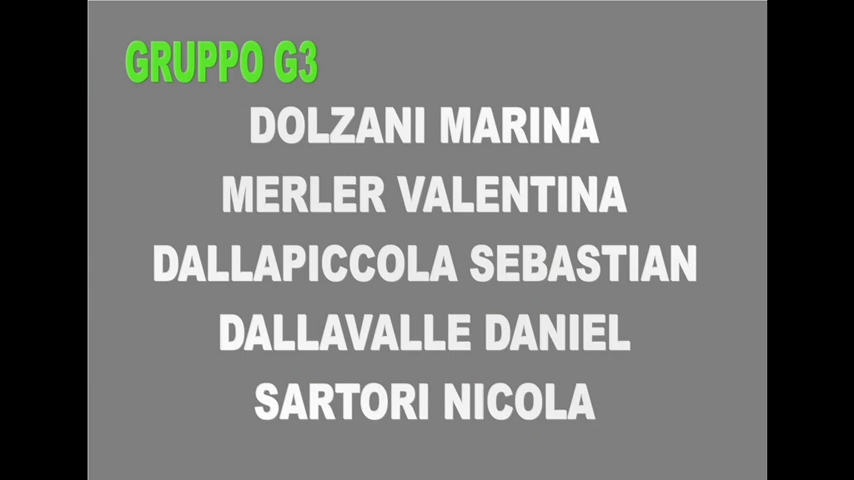 GRUPPO G3
DOLZANI MARINA
MERLER VALENTINA
DALLAPICCOLA SEBASTIAN
DALLAVALLE DANIEL
SARTORI NICOLA